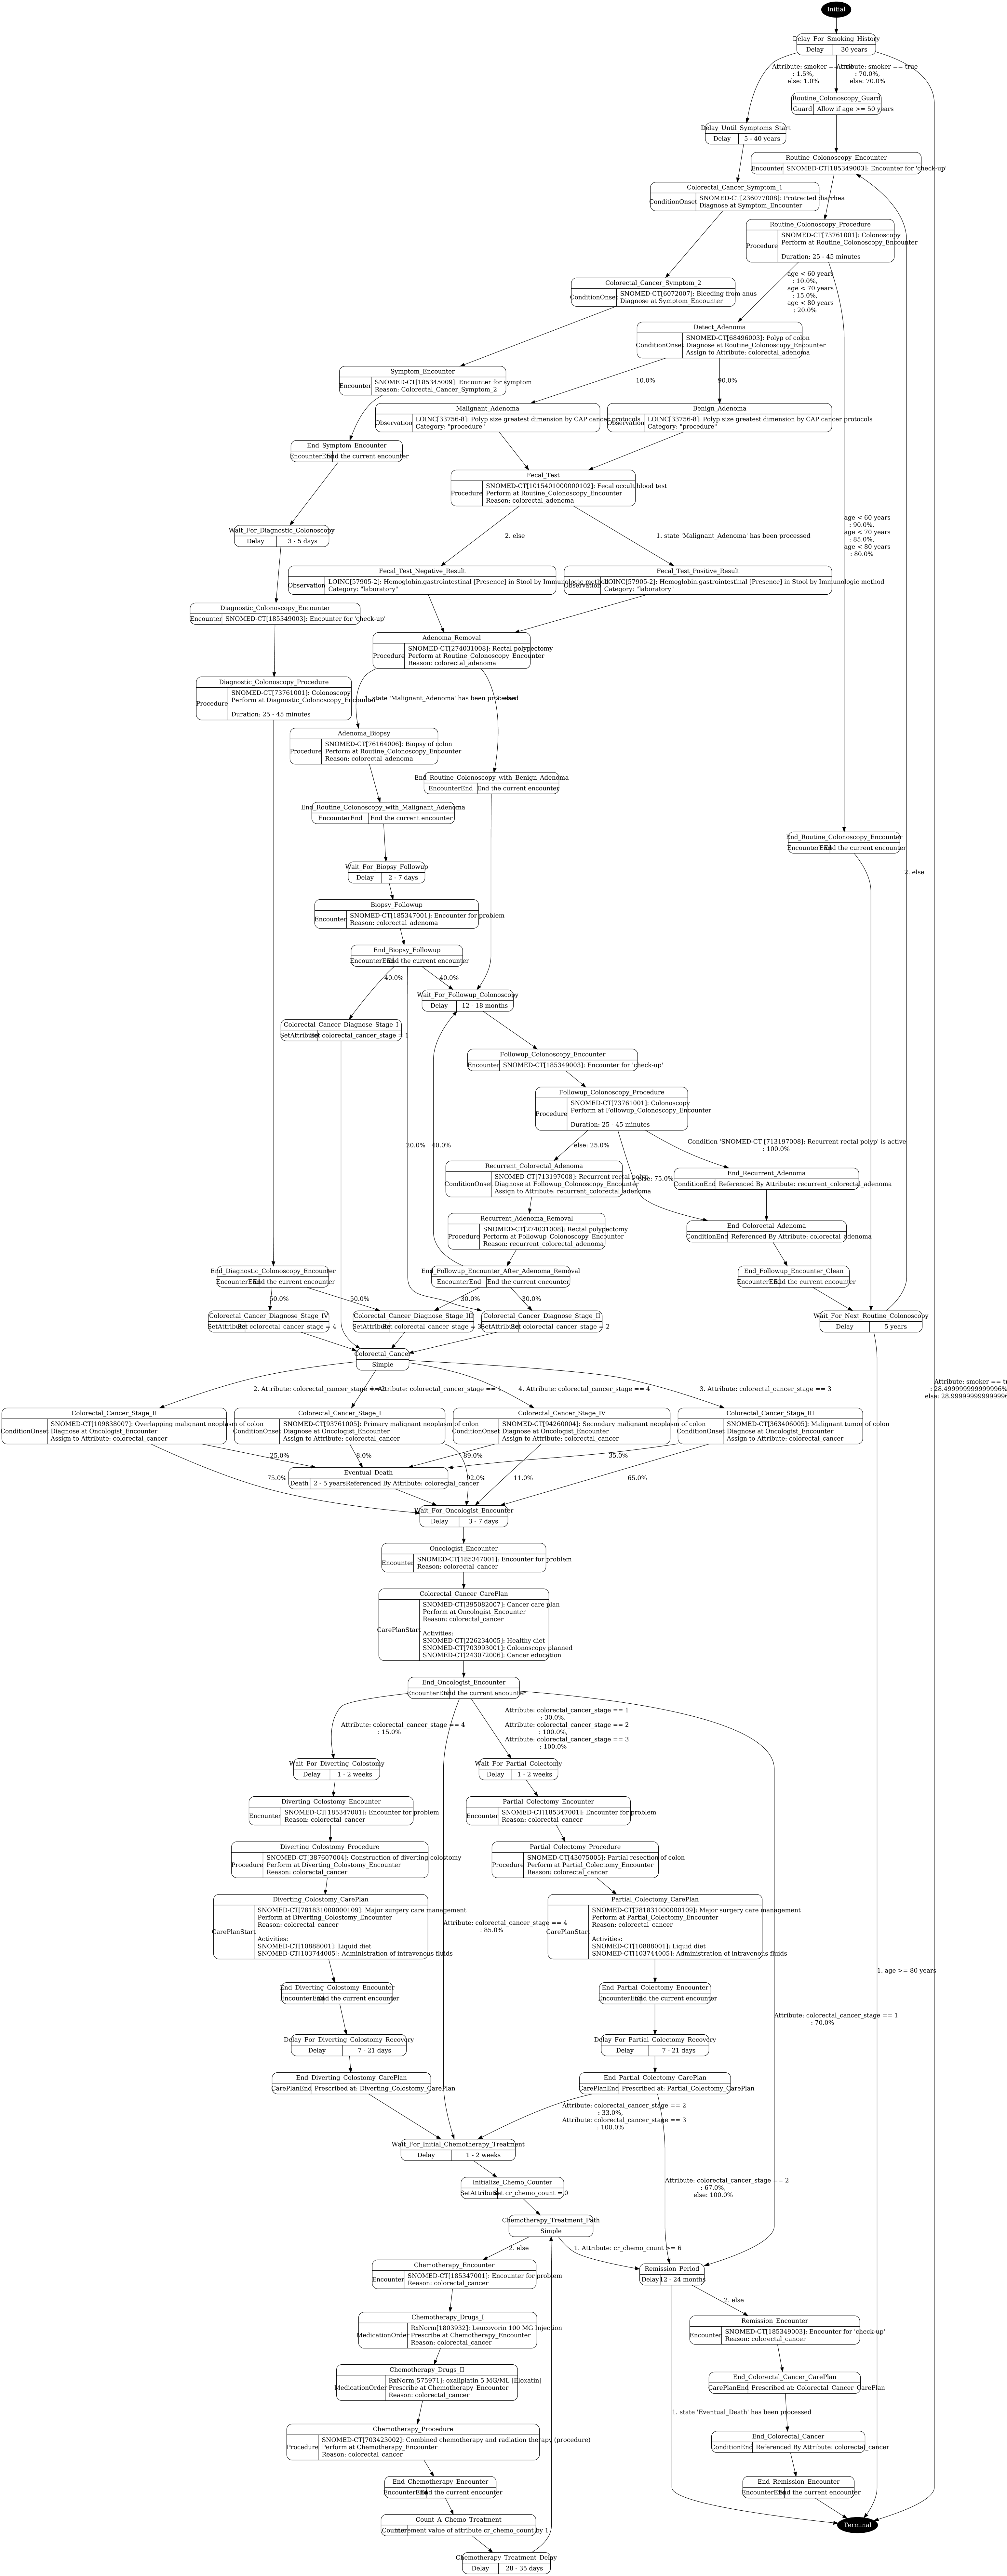 Initial
Delay_For_Smoking_History
Delay 30 years
Attribute: smoker == true
: 1.5%,
else: 1.0%
Attribute: smoker == true
: 70.0%,
else: 70.0%
Routine_Colonoscopy_Guard
Guard Allow if age >= 50 years
Delay_Until_Symptoms_Start
Delay 5 - 40 years
Routine_Colonoscopy_Encounter
Encounter SNOMED-CT[185349003]: Encounter for 'check-up'
Colorectal_Cancer_Symptom_1
ConditionOnset
SNOMED-CT[236077008]: Protracted diarrhea
Diagnose at Symptom_Encounter
Routine_Colonoscopy_Procedure
Procedure
SNOMED-CT[73761001]: Colonoscopy
Perform at Routine_Colonoscopy_Encounter
Duration: 25 - 45 minutes
Colorectal_Cancer_Symptom_2
ConditionOnset
SNOMED-CT[6072007]: Bleeding from anus
Diagnose at Symptom_Encounter
age < 60 years
: 10.0%,
age < 70 years
: 15.0%,
age < 80 years
: 20.0%
Detect_Adenoma
ConditionOnset
SNOMED-CT[68496003]: Polyp of colon
Diagnose at Routine_Colonoscopy_Encounter
Assign to Attribute: colorectal_adenoma
Symptom_Encounter
Encounter
SNOMED-CT[185345009]: Encounter for symptom
Reason: Colorectal_Cancer_Symptom_2
10.0%
90.0%
Malignant_Adenoma
Observation
LOINC[33756-8]: Polyp size greatest dimension by CAP cancer protocols
Category: "procedure"
Benign_Adenoma
Observation
LOINC[33756-8]: Polyp size greatest dimension by CAP cancer protocols
Category: "procedure"
End_Symptom_Encounter
EncounterEnd End the current encounter
Fecal_Test
Procedure
SNOMED-CT[1015401000000102]: Fecal occult blood test
Perform at Routine_Colonoscopy_Encounter
Reason: colorectal_adenoma
age < 60 years
: 90.0%,
age < 70 years
: 85.0%,
age < 80 years
: 80.0%
Wait_For_Diagnostic_Colonoscopy
Delay 3 - 5 days
2. else
1. state 'Malignant_Adenoma' has been processed
Fecal_Test_Negative_Result
Observation
LOINC[57905-2]: Hemoglobin.gastrointestinal [Presence] in Stool by Immunologic method
Category: "laboratory"
Fecal_Test_Positive_Result
Observation
LOINC[57905-2]: Hemoglobin.gastrointestinal [Presence] in Stool by Immunologic method
Category: "laboratory"
Diagnostic_Colonoscopy_Encounter
Encounter SNOMED-CT[185349003]: Encounter for 'check-up'
Adenoma_Removal
Procedure
SNOMED-CT[274031008]: Rectal polypectomy
Perform at Routine_Colonoscopy_Encounter
Reason: colorectal_adenoma
Diagnostic_Colonoscopy_Procedure
Procedure
SNOMED-CT[73761001]: Colonoscopy
Perform at Diagnostic_Colonoscopy_Encounter
Duration: 25 - 45 minutes
1. state 'Malignant_Adenoma' has been processed
2. else
Adenoma_Biopsy
Procedure
SNOMED-CT[76164006]: Biopsy of colon
Perform at Routine_Colonoscopy_Encounter
Reason: colorectal_adenoma
End_Routine_Colonoscopy_with_Benign_Adenoma
EncounterEnd End the current encounter
End_Routine_Colonoscopy_with_Malignant_Adenoma
EncounterEnd End the current encounter
End_Routine_Colonoscopy_Encounter
EncounterEnd End the current encounter
Wait_For_Biopsy_Followup
Delay 2 - 7 days
2. else
Biopsy_Followup
Encounter
SNOMED-CT[185347001]: Encounter for problem
Reason: colorectal_adenoma
End_Biopsy_Followup
EncounterEnd End the current encounter
40.0%
40.0%
Wait_For_Followup_Colonoscopy
Delay 12 - 18 months
Colorectal_Cancer_Diagnose_Stage_I
SetAttribute Set colorectal_cancer_stage = 1
Followup_Colonoscopy_Encounter
Encounter SNOMED-CT[185349003]: Encounter for 'check-up'
Followup_Colonoscopy_Procedure
Procedure
SNOMED-CT[73761001]: Colonoscopy
Perform at Followup_Colonoscopy_Encounter
Duration: 25 - 45 minutes
20.0%
40.0%
else: 25.0%
Condition 'SNOMED-CT [713197008]: Recurrent rectal polyp' is active
: 100.0%
Recurrent_Colorectal_Adenoma
ConditionOnset
SNOMED-CT[713197008]: Recurrent rectal polyp
Diagnose at Followup_Colonoscopy_Encounter
Assign to Attribute: recurrent_colorectal_adenoma
else: 75.0%
End_Recurrent_Adenoma
ConditionEnd Referenced By Attribute: recurrent_colorectal_adenoma
Recurrent_Adenoma_Removal
Procedure
SNOMED-CT[274031008]: Rectal polypectomy
Perform at Followup_Colonoscopy_Encounter
Reason: recurrent_colorectal_adenoma
End_Colorectal_Adenoma
ConditionEnd Referenced By Attribute: colorectal_adenoma
End_Diagnostic_Colonoscopy_Encounter
EncounterEnd End the current encounter
End_Followup_Encounter_After_Adenoma_Removal
EncounterEnd End the current encounter
End_Followup_Encounter_Clean
EncounterEnd End the current encounter
50.0%
50.0%
30.0%
30.0%
Colorectal_Cancer_Diagnose_Stage_IV
SetAttribute Set colorectal_cancer_stage = 4
Colorectal_Cancer_Diagnose_Stage_III
SetAttribute Set colorectal_cancer_stage = 3
Colorectal_Cancer_Diagnose_Stage_II
SetAttribute Set colorectal_cancer_stage = 2
Wait_For_Next_Routine_Colonoscopy
Delay 5 years
Colorectal_Cancer
Simple
Attribute: smoker == tr
: 28.499999999999996%
else: 28.9999999999999
2. Attribute: colorectal_cancer_stage == 2
1. Attribute: colorectal_cancer_stage == 1
4. Attribute: colorectal_cancer_stage == 4
3. Attribute: colorectal_cancer_stage == 3
Colorectal_Cancer_Stage_II
ConditionOnset
SNOMED-CT[109838007]: Overlapping malignant neoplasm of colon
Diagnose at Oncologist_Encounter
Assign to Attribute: colorectal_cancer
Colorectal_Cancer_Stage_I
ConditionOnset
SNOMED-CT[93761005]: Primary malignant neoplasm of colon
Diagnose at Oncologist_Encounter
Assign to Attribute: colorectal_cancer
Colorectal_Cancer_Stage_IV
ConditionOnset
SNOMED-CT[94260004]: Secondary malignant neoplasm of colon
Diagnose at Oncologist_Encounter
Assign to Attribute: colorectal_cancer
Colorectal_Cancer_Stage_III
ConditionOnset
SNOMED-CT[363406005]: Malignant tumor of colon
Diagnose at Oncologist_Encounter
Assign to Attribute: colorectal_cancer
25.0%
8.0%
89.0%
35.0%
Eventual_Death
Death 2 - 5 years Referenced By Attribute: colorectal_cancer
75.0%
92.0%
11.0%
65.0%
Wait_For_Oncologist_Encounter
Delay 3 - 7 days
Oncologist_Encounter
Encounter
SNOMED-CT[185347001]: Encounter for problem
Reason: colorectal_cancer
Colorectal_Cancer_CarePlan
CarePlanStart
SNOMED-CT[395082007]: Cancer care plan
Perform at Oncologist_Encounter
Reason: colorectal_cancer
Activities:
SNOMED-CT[226234005]: Healthy diet
SNOMED-CT[703993001]: Colonoscopy planned
SNOMED-CT[243072006]: Cancer education
End_Oncologist_Encounter
EncounterEnd End the current encounter
Attribute: colorectal_cancer_stage == 4
: 15.0%
Attribute: colorectal_cancer_stage == 1
: 30.0%,
Attribute: colorectal_cancer_stage == 2
: 100.0%,
Attribute: colorectal_cancer_stage == 3
: 100.0%
Wait_For_Diverting_Colostomy
Delay 1 - 2 weeks
Wait_For_Partial_Colectomy
Delay 1 - 2 weeks
Diverting_Colostomy_Encounter
Encounter
SNOMED-CT[185347001]: Encounter for problem
Reason: colorectal_cancer
Partial_Colectomy_Encounter
Encounter
SNOMED-CT[185347001]: Encounter for problem
Reason: colorectal_cancer
Diverting_Colostomy_Procedure
Procedure
SNOMED-CT[387607004]: Construction of diverting colostomy
Perform at Diverting_Colostomy_Encounter
Reason: colorectal_cancer
Partial_Colectomy_Procedure
Procedure
SNOMED-CT[43075005]: Partial resection of colon
Perform at Partial_Colectomy_Encounter
Reason: colorectal_cancer
Diverting_Colostomy_CarePlan
CarePlanStart
SNOMED-CT[781831000000109]: Major surgery care management
Perform at Diverting_Colostomy_Encounter
Reason: colorectal_cancer
Activities:
SNOMED-CT[10888001]: Liquid diet
SNOMED-CT[103744005]: Administration of intravenous fluids
Attribute: colorectal_cancer_stage == 4
: 85.0%
Partial_Colectomy_CarePlan
CarePlanStart
SNOMED-CT[781831000000109]: Major surgery care management
Perform at Partial_Colectomy_Encounter
Reason: colorectal_cancer
Activities:
SNOMED-CT[10888001]: Liquid diet
SNOMED-CT[103744005]: Administration of intravenous fluids
1. age >= 80 years
End_Diverting_Colostomy_Encounter
EncounterEnd End the current encounter
End_Partial_Colectomy_Encounter
EncounterEnd End the current encounter
Attribute: colorectal_cancer_stage == 1
: 70.0%
Delay_For_Diverting_Colostomy_Recovery
Delay 7 - 21 days
Delay_For_Partial_Colectomy_Recovery
Delay 7 - 21 days
End_Diverting_Colostomy_CarePlan
CarePlanEnd Prescribed at: Diverting_Colostomy_CarePlan
End_Partial_Colectomy_CarePlan
CarePlanEnd Prescribed at: Partial_Colectomy_CarePlan
Attribute: colorectal_cancer_stage == 2
: 33.0%,
Attribute: colorectal_cancer_stage == 3
: 100.0%
Wait_For_Initial_Chemotherapy_Treatment
Delay 1 - 2 weeks
Initialize_Chemo_Counter
SetAttribute Set cr_chemo_count = 0
Attribute: colorectal_cancer_stage == 2
: 67.0%,
else: 100.0%
Chemotherapy_Treatment_Path
Simple
2. else
1. Attribute: cr_chemo_count >= 6
Chemotherapy_Encounter
Encounter
SNOMED-CT[185347001]: Encounter for problem
Reason: colorectal_cancer
Remission_Period
Delay 12 - 24 months
2. else
Chemotherapy_Drugs_I
MedicationOrder
RxNorm[1803932]: Leucovorin 100 MG Injection
Prescribe at Chemotherapy_Encounter
Reason: colorectal_cancer
Remission_Encounter
Encounter
SNOMED-CT[185349003]: Encounter for 'check-up'
Reason: colorectal_cancer
Chemotherapy_Drugs_II
MedicationOrder
RxNorm[575971]: oxaliplatin 5 MG/ML [Eloxatin]
Prescribe at Chemotherapy_Encounter
Reason: colorectal_cancer
End_Colorectal_Cancer_CarePlan
CarePlanEnd Prescribed at: Colorectal_Cancer_CarePlan
1. state 'Eventual_Death' has been processed
Chemotherapy_Procedure
Procedure
SNOMED-CT[703423002]: Combined chemotherapy and radiation therapy (procedure)
Perform at Chemotherapy_Encounter
Reason: colorectal_cancer
End_Colorectal_Cancer
ConditionEnd Referenced By Attribute: colorectal_cancer
End_Chemotherapy_Encounter
EncounterEnd End the current encounter
End_Remission_Encounter
EncounterEnd End the current encounter
Count_A_Chemo_Treatment
Counter increment value of attribute cr_chemo_count by 1
Terminal
Chemotherapy_Treatment_Delay
Delay 28 - 35 days